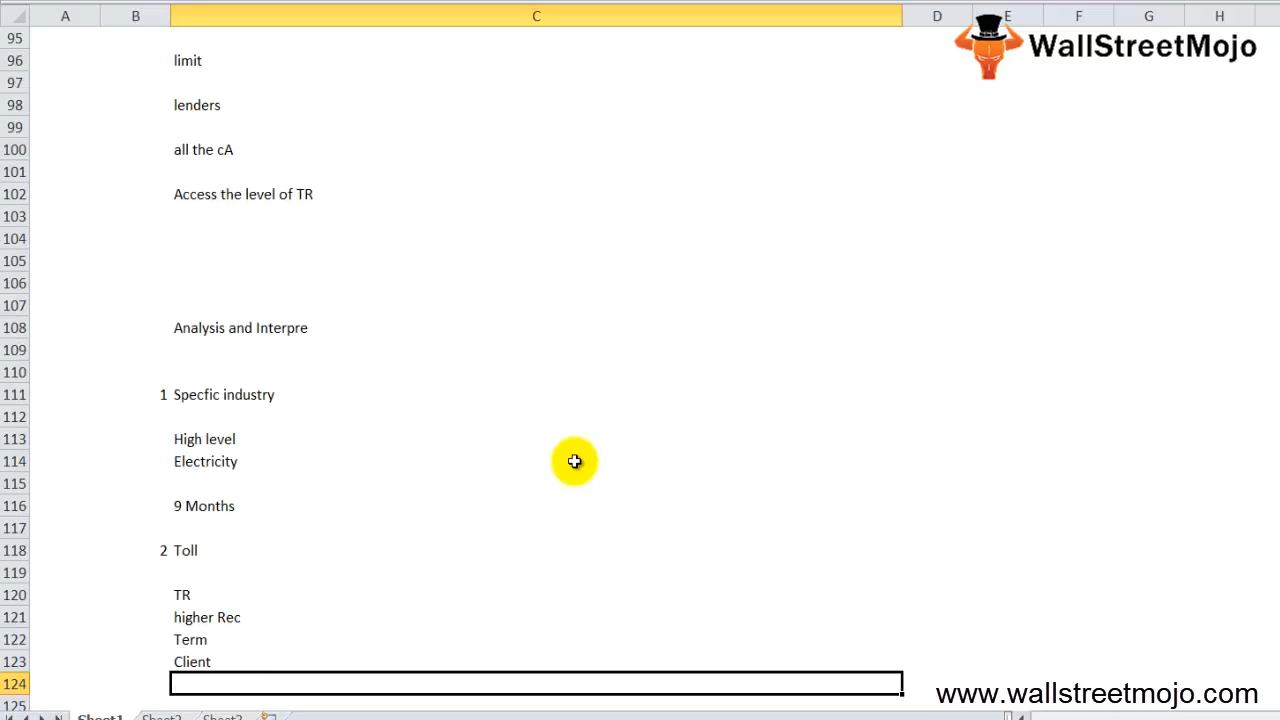 A B C D E F G H
WallStreetMojo
95
96 limit
97
98 lenders
99
100 all the cA
101
102 Access the level of TR
103
104
105
106
107
108 Analysis and Interpre
109
110
111 1 Specfic industry
112
113 High level
114 Electricity
115
116 9 Months
117
118 2 Toll
119
120 TR
121 higher Rec
122 Term
123 Client
124
125
www.wallstreetmojo.com
Sheet1 Sheet2 Sheet3